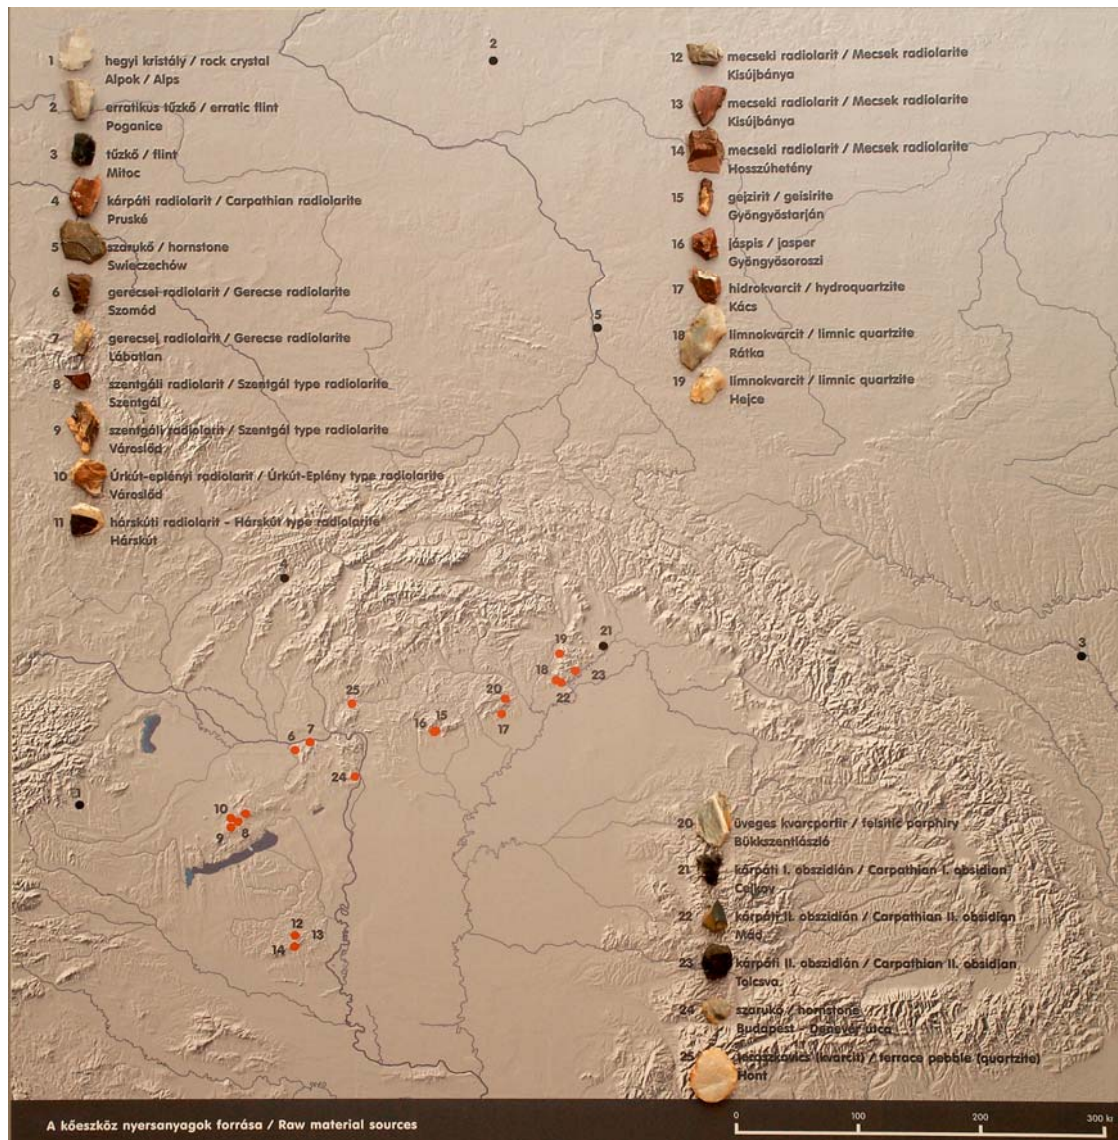 1 hegyi kristály / rock crystal
Alpok / Alps
2 erratikus tűzkő / erratic flint
Poganice
3 tűzkő / flint
Mitoc
4 kárpáti radiolarit / Carpathian radiolarite
Pruské
5 szarukő / hornstone
Swieczechów
6 gerecsei radiolarit / Gerecse radiolarite
Szomód
7 gerecsei radiolarit / Gerecse radiolarite
Lábatlan
8 szentgáli radiolarit / Szentgál type radiolarite
Szentgál
9 szentgáli radiolarit / Szentgál type radiolarite
Városlőd
10 Úrkút-eplényi radiolarit / Úrkút-Eplény type radiolarite
Városlőd
11 hárskúti radiolarit - Hárskút type radiolarite
Hárskút
12 mecseki radiolarit / Mecsek radiolarite
Kisújbánya
13 mecseki radiolarit / Mecsek radiolarite
Kisújbánya
14 mecseki radiolarit / Mecsek radiolarite
Hosszúhetény
15 gejzirit / geisirite
Gyöngyöstarján
16 jáspis / jasper
Gyöngyösoroszi
17 hidrokvarcit / hydroquartzite
Kács
18 limnokvarcit / limnic quartzite
Rátka
19 limnokvarcit / limnic quartzite
Hejce
2
5
4
3
21
19
18
23
22
20
17
25
16
15
7
6
24
10
9
8
12
13
14
20 üveges kvarcporfir / felsitic porphiry
Bükkszentlászló
21 kárpáti I. obszidián / Carpathian I. obsidian
Cejkov
22 kárpáti II. obszidián / Carpathian II. obsidian
Mád
23 kárpáti II. obszidián / Carpathian II. obsidian
Tolcsva
24 szarukő / hornstone
Budapest - Denevér utca
25 teraszkavics (kvarcit) / terrace pebble (quartzite)
Hont
A kőeszköz nyersanyagok forrása / Raw material sources
0 100 200 300